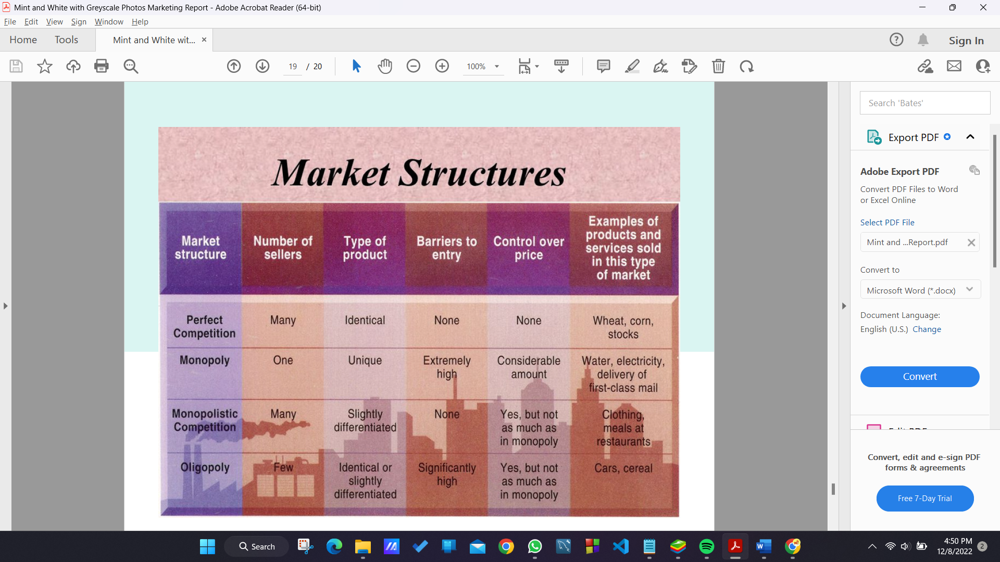 Mint and White with Greyscale Photos Marketing Report - Adobe Acrobat Reader (64-bit)
File Edit View Sign Window Help
Home Tools Mint and White wit... Sign In
19 / 20 100%
Search 'Bates'
Export PDF
Adobe Export PDF
Convert PDF Files to Word
or Excel Online
Select PDF File
Mint and ...Report.pdf
Convert to
Microsoft Word (*.docx)
Document Language:
English (U.S.) Change
Convert
Edit PDF
Convert, edit and e-sign PDF
forms & agreements
Free 7-Day Trial
Market Structures
Market
structure
Number of
sellers
Type of
product
Barriers to
entry
Control over
price
Examples of
products and
services sold
in this type
of market
Perfect
Competition
Many
Identical
None
None
Wheat, corn,
stocks
Monopoly
One
Unique
Extremely
high
Considerable
amount
Water, electricity,
delivery of
first-class mail
Monopolistic
Competition
Many
Slightly
differentiated
None
Yes, but not
as much as
in monopoly
Clothing,
meals at
restaurants
Oligopoly
Few
Identical or
slightly
differentiated
Significantly
high
Yes, but not
as much as
in monopoly
Cars, cereal
Search
4:50 PM
12/8/2022
2